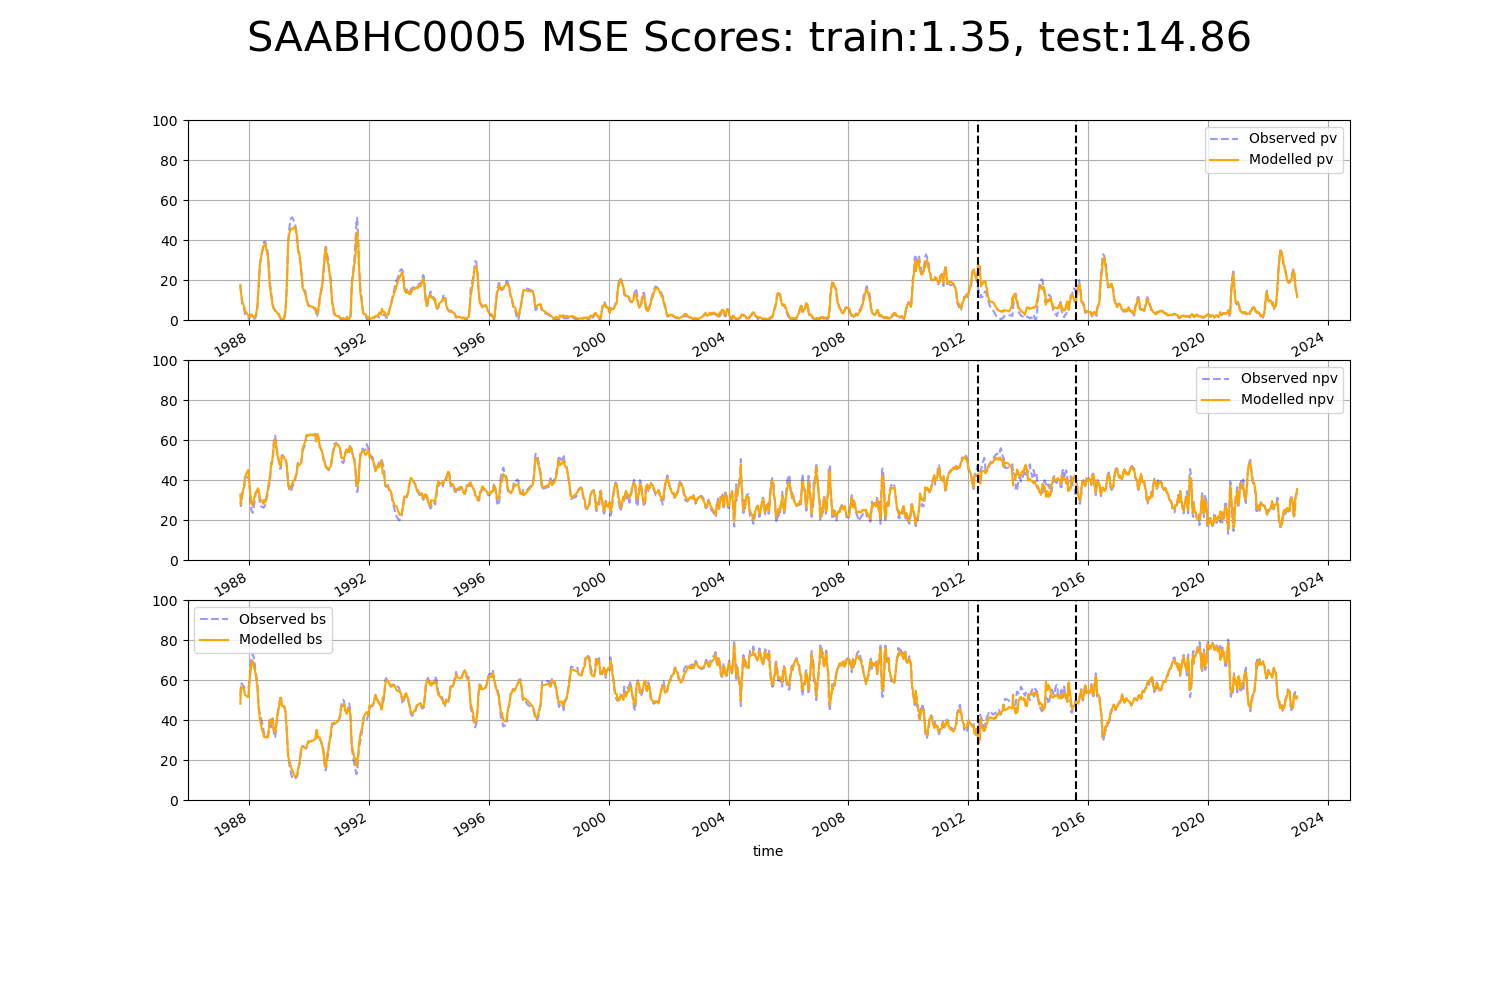 SAABHC0005 MSE Scores: train:1.35, test:14.86
100
80
60
40
20
0
Observed pv
Modelled pv
1988 1992 1996 2000 2004 2008 2012 2016 2020 2024
100
80
60
40
20
0
Observed npv
Modelled npv
1988 1992 1996 2000 2004 2008 2012 2016 2020 2024
100
80
60
40
20
0
Observed bs
Modelled bs
1988 1992 1996 2000 2004 2008 2012 2016 2020 2024
time